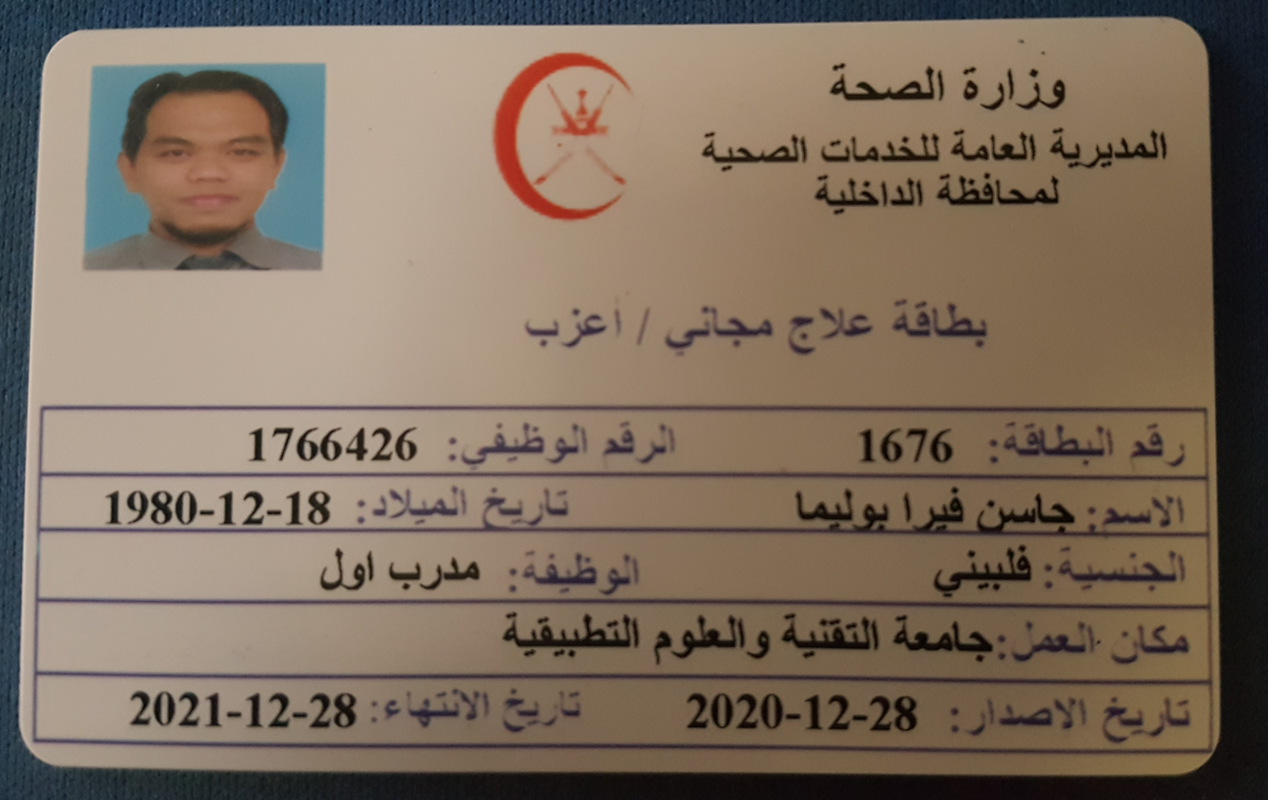 وزارة الصحة
المديرية العامة للخدمات الصحية
لمحافظة الداخلية
بطاقة علاج مجاني / أعزب
رقم البطاقة: 1676 الرقم الوظيفي: 1766426
الاسم: جاسن فيرا بوليما تاريخ الميلاد: 1980-12-18
الجنسية: فلبيني الوظيفة: مدرب اول
مكان العمل: جامعة التقنية والعلوم التطبيقية
تاريخ الاصدار: 2020-12-28 تاريخ الانتهاء: 2021-12-28